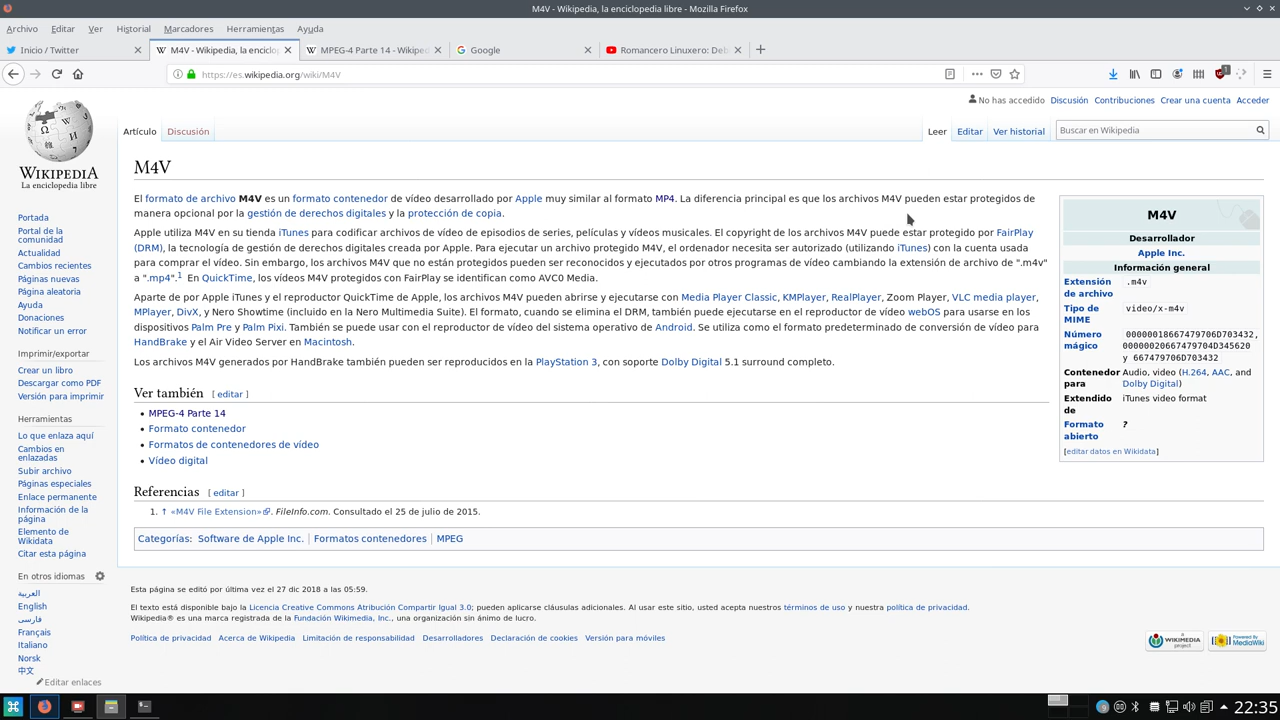 M4V - Wikipedia, la enciclopedia libre - Mozilla Firefox
Archivo Editar Ver Historial Marcadores Herramientas Ayuda
Inicio / Twitter
M4V - Wikipedia, la enciclo
MPEG-4 Parte 14 - Wikipe
Google
Romancero Linuxero: Deb
https://es.wikipedia.org/wiki/M4V
1
No has accedido Discusión Contribuciones Crear una cuenta Acceder
Artículo Discusión
Leer Editar Ver historial
Buscar en Wikipedia
WIKIPEDIA
La enciclopedia libre
Portada
Portal de la
comunidad
Actualidad
Cambios recientes
Páginas nuevas
Página aleatoria
Ayuda
Donaciones
Notificar un error
Imprimir/exportar
Crear un libro
Descargar como PDF
Versión para imprimir
Herramientas
Lo que enlaza aquí
Cambios en
enlazadas
Subir archivo
Páginas especiales
Enlace permanente
Información de la
página
Elemento de
Wikidata
Citar esta página
En otros idiomas
العربية
English
فارسی
Français
Italiano
Norsk
中文
Editar enlaces
M4V
El formato de archivo M4V es un formato contenedor de vídeo desarrollado por Apple muy similar al formato MP4. La diferencia principal es que los archivos M4V pueden estar protegidos de
manera opcional por la gestión de derechos digitales y la protección de copia.
Apple utiliza M4V en su tienda iTunes para codificar archivos de vídeo de episodios de series, películas y vídeos musicales. El copyright de los archivos M4V puede estar protegido por FairPlay
(DRM), la tecnología de gestión de derechos digitales creada por Apple. Para ejecutar un archivo protegido M4V, el ordenador necesita ser autorizado (utilizando iTunes) con la cuenta usada
para comprar el vídeo. Sin embargo, los archivos M4V que no están protegidos pueden ser reconocidos y ejecutados por otros programas de vídeo cambiando la extensión de archivo de ".m4v"
a ".mp4".1 En QuickTime, los vídeos M4V protegidos con FairPlay se identifican como AVC0 Media.
Aparte de por Apple iTunes y el reproductor QuickTime de Apple, los archivos M4V pueden abrirse y ejecutarse con Media Player Classic, KMPlayer, RealPlayer, Zoom Player, VLC media player,
MPlayer, DivX, y Nero Showtime (incluido en la Nero Multimedia Suite). El formato, cuando se elimina el DRM, también puede ejecutarse en el reproductor de vídeo webOS para usarse en los
dispositivos Palm Pre y Palm Pixi. También se puede usar con el reproductor de vídeo del sistema operativo de Android. Se utiliza como el formato predeterminado de conversión de vídeo para
HandBrake y el Air Video Server en Macintosh.
Los archivos M4V generados por HandBrake también pueden ser reproducidos en la PlayStation 3, con soporte Dolby Digital 5.1 surround completo.
Ver también [ editar ]
• MPEG-4 Parte 14
• Formato contenedor
• Formatos de contenedores de vídeo
• Vídeo digital
Referencias [ editar ]
1. ↑ «M4V File Extension». FileInfo.com. Consultado el 25 de julio de 2015.
Categorías: Software de Apple Inc. | Formatos contenedores | MPEG
M4V
Desarrollador
Apple Inc.
Información general
Extensión .m4v
de archivo
Tipo de video/x-m4v
MIME
Número 00000018667479706D703432,
mágico 00000020667479704D345620
y 667479706D703432
Contenedor Audio, video (H.264, AAC, and
para Dolby Digital)
Extendido iTunes video format
de
Formato ?
abierto
[editar datos en Wikidata]
Esta página se editó por última vez el 27 dic 2018 a las 05:59.
El texto está disponible bajo la Licencia Creative Commons Atribución Compartir Igual 3.0; pueden aplicarse cláusulas adicionales. Al usar este sitio, usted acepta nuestros términos de uso y nuestra política de privacidad.
Wikipedia® es una marca registrada de la Fundación Wikimedia, Inc., una organización sin ánimo de lucro.
Política de privacidad Acerca de Wikipedia Limitación de responsabilidad Desarrolladores Declaración de cookies Versión para móviles
A WIKIMEDIA project
Powered By MediaWiki
22:35